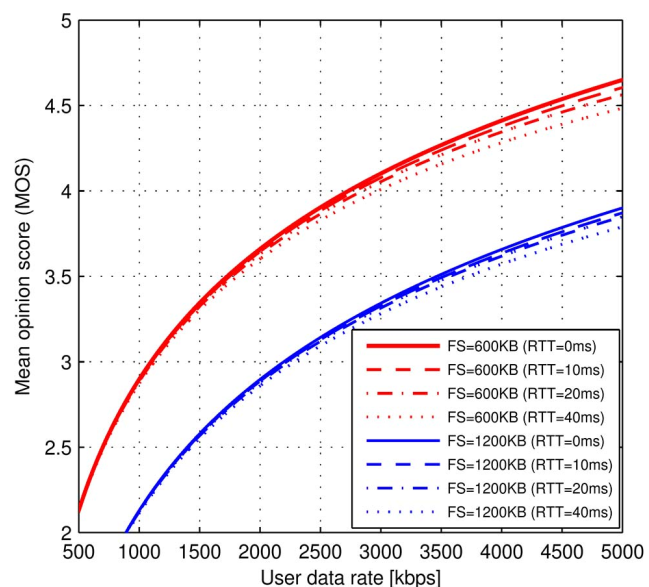 5
4.5
4
3.5
3
2.5
2
Mean opinion score (MOS)
500 1000 1500 2000 2500 3000 3500 4000 4500 5000
User data rate [kbps]
FS=600KB (RTT=0ms)
FS=600KB (RTT=10ms)
FS=600KB (RTT=20ms)
FS=600KB (RTT=40ms)
FS=1200KB (RTT=0ms)
FS=1200KB (RTT=10ms)
FS=1200KB (RTT=20ms)
FS=1200KB (RTT=40ms)